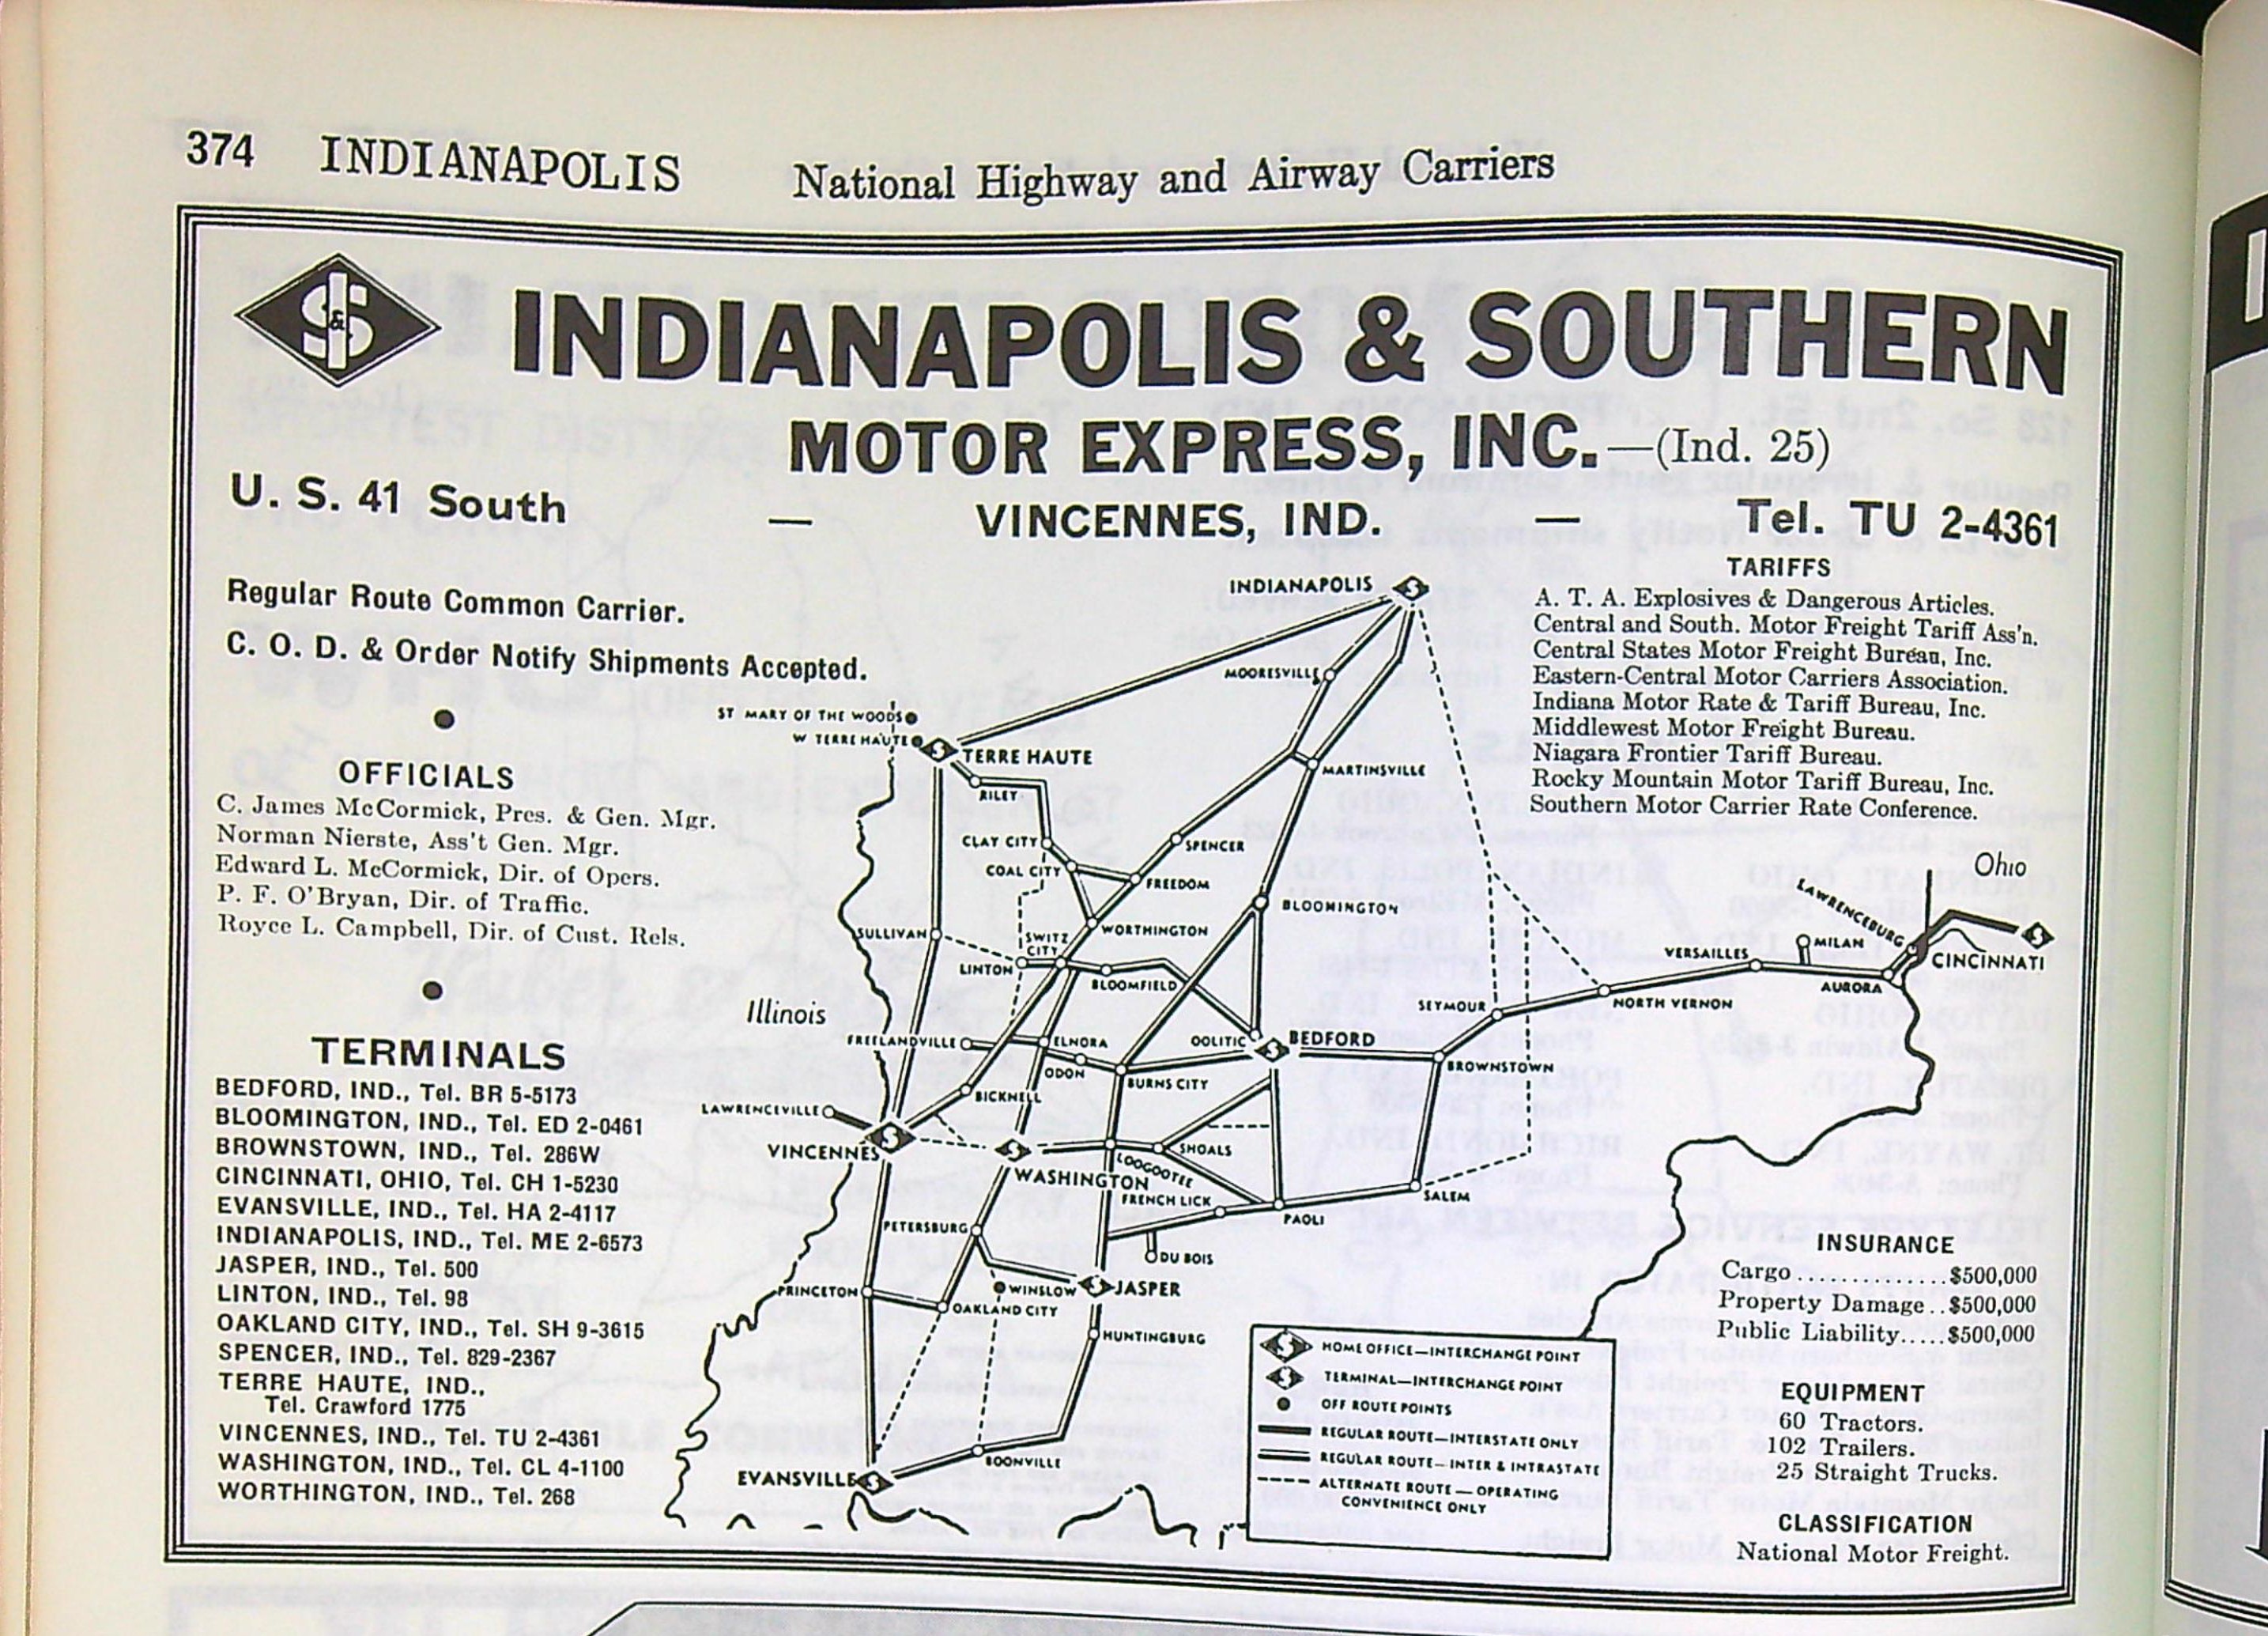 374 INDIANAPOLIS National Highway and Airway Carriers
S&I
INDIANAPOLIS & SOUTHERN
MOTOR EXPRESS, INC.—(Ind. 25)
U. S. 41 South — VINCENNES, IND. — Tel. TU 2-4361
Regular Route Common Carrier.
C. O. D. & Order Notify Shipments Accepted.
OFFICIALS
C. James McCormick, Pres. & Gen. Mgr.
Norman Nierste, Ass't Gen. Mgr.
Edward L. McCormick, Dir. of Opers.
P. F. O'Bryan, Dir. of Traffic.
Royce L. Campbell, Dir. of Cust. Rels.
TERMINALS
BEDFORD, IND., Tel. BR 5-5173
BLOOMINGTON, IND., Tel. ED 2-0461
BROWNSTOWN, IND., Tel. 286W
CINCINNATI, OHIO, Tel. CH 1-5230
EVANSVILLE, IND., Tel. HA 2-4117
INDIANAPOLIS, IND., Tel. ME 2-6573
JASPER, IND., Tel. 500
LINTON, IND., Tel. 98
OAKLAND CITY, IND., Tel. SH 9-3615
SPENCER, IND., Tel. 829-2367
TERRE HAUTE, IND.,
Tel. Crawford 1775
VINCENNES, IND., Tel. TU 2-4361
WASHINGTON, IND., Tel. CL 4-1100
WORTHINGTON, IND., Tel. 268
TARIFFS
A. T. A. Explosives & Dangerous Articles.
Central and South. Motor Freight Tariff Ass'n.
Central States Motor Freight Bureau, Inc.
Eastern-Central Motor Carriers Association.
Indiana Motor Rate & Tariff Bureau, Inc.
Middlewest Motor Freight Bureau.
Niagara Frontier Tariff Bureau.
Rocky Mountain Motor Tariff Bureau, Inc.
Southern Motor Carrier Rate Conference.
INDIANAPOLIS
MOORESVILLE
ST MARY OF THE WOODS
W TERRE HAUTE
TERRE HAUTE
MARTINSVILLE
RILEY
CLAY CITY
SPENCER
COAL CITY
FREEDOM
Ohio
LAWRENCEBURG
BLOOMINGTON
SULLIVAN
SWITZ
CITY
WORTHINGTON
LINTON
BLOOMFIELD
VERSAILLES
MILAN
CINCINNATI
AURORA
SEYMOUR
NORTH VERNON
Illinois
FREELANDVILLE
ELNORA
OOLITIC
BEDFORD
ODON
BURNS CITY
BROWNSTOWN
BICKNELL
LAWRENCEVILLE
VINCENNES
SHOALS
LOOGOOTEE
WASHINGTON
FRENCH LICK
SALEM
PAOLI
PETERSBURG
DU BOIS
PRINCETON
WINSLOW
JASPER
OAKLAND CITY
HUNTINGBURG
BOONVILLE
EVANSVILLE
HOME OFFICE—INTERCHANGE POINT
TERMINAL—INTERCHANGE POINT
OFF ROUTE POINTS
REGULAR ROUTE—INTERSTATE ONLY
REGULAR ROUTE—INTER & INTRASTATE
ALTERNATE ROUTE—OPERATING
CONVENIENCE ONLY
INSURANCE
Cargo..............$500,000
Property Damage..$500,000
Public Liability.....$500,000
EQUIPMENT
60 Tractors.
102 Trailers.
25 Straight Trucks.
CLASSIFICATION
National Motor Freight.